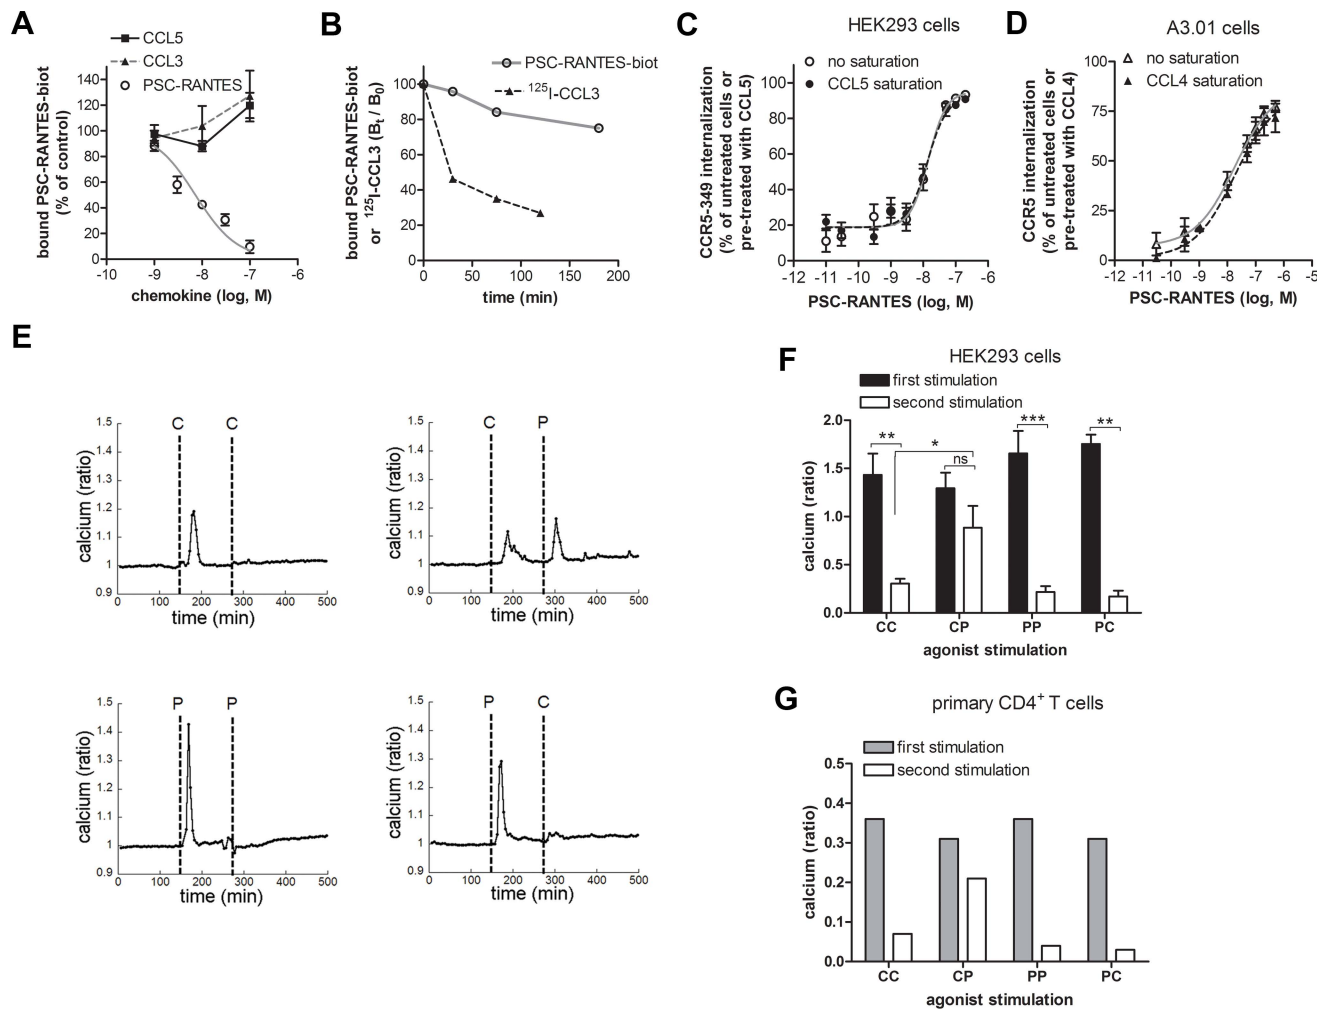 A
CCL5
CCL3
PSC-RANTES
bound PSC-RANTES-biot
(% of control)
140
120
100
80
60
40
20
0
-10 -9 -8 -7 -6
chemokine (log, M)
B
PSC-RANTES-biot
¹²⁵I-CCL3
bound PSC-RANTES-biot
or ¹²⁵I-CCL3 (Bₜ / B₀)
100
80
60
40
20
0
0 50 100 150 200
time (min)
C
HEK293 cells
no saturation
CCL5 saturation
CCR5-349 internalization
(% of untreated cells or
pre-treated with CCL5)
100
80
60
40
20
0
-12 -11 -10 -9 -8 -7 -6
PSC-RANTES (log, M)
D
A3.01 cells
no saturation
CCL4 saturation
CCR5 internalization
(% of untreated cells or
pre-treated with CCL4)
100
75
50
25
0
-12 -11 -10 -9 -8 -7 -6 -5
PSC-RANTES (log, M)
E
C C
calcium (ratio)
1.5
1.4
1.3
1.2
1.1
1
0.9
0 100 200 300 400 500
time (min)
C P
calcium (ratio)
1.5
1.4
1.3
1.2
1.1
1
0.9
0 100 200 300 400 500
time (min)
P P
calcium (ratio)
1.5
1.4
1.3
1.2
1.1
1
0.9
0 100 200 300 400 500
time (min)
P C
calcium (ratio)
1.5
1.4
1.3
1.2
1.1
1
0.9
0 100 200 300 400 500
time (min)
F
HEK293 cells
first stimulation
second stimulation
calcium (ratio)
2.0
1.5
1.0
0.5
0.0
** * ns *** **
CC CP PP PC
agonist stimulation
G
primary CD4⁺ T cells
first stimulation
second stimulation
calcium (ratio)
0.5
0.4
0.3
0.2
0.1
0.0
CC CP PP PC
agonist stimulation